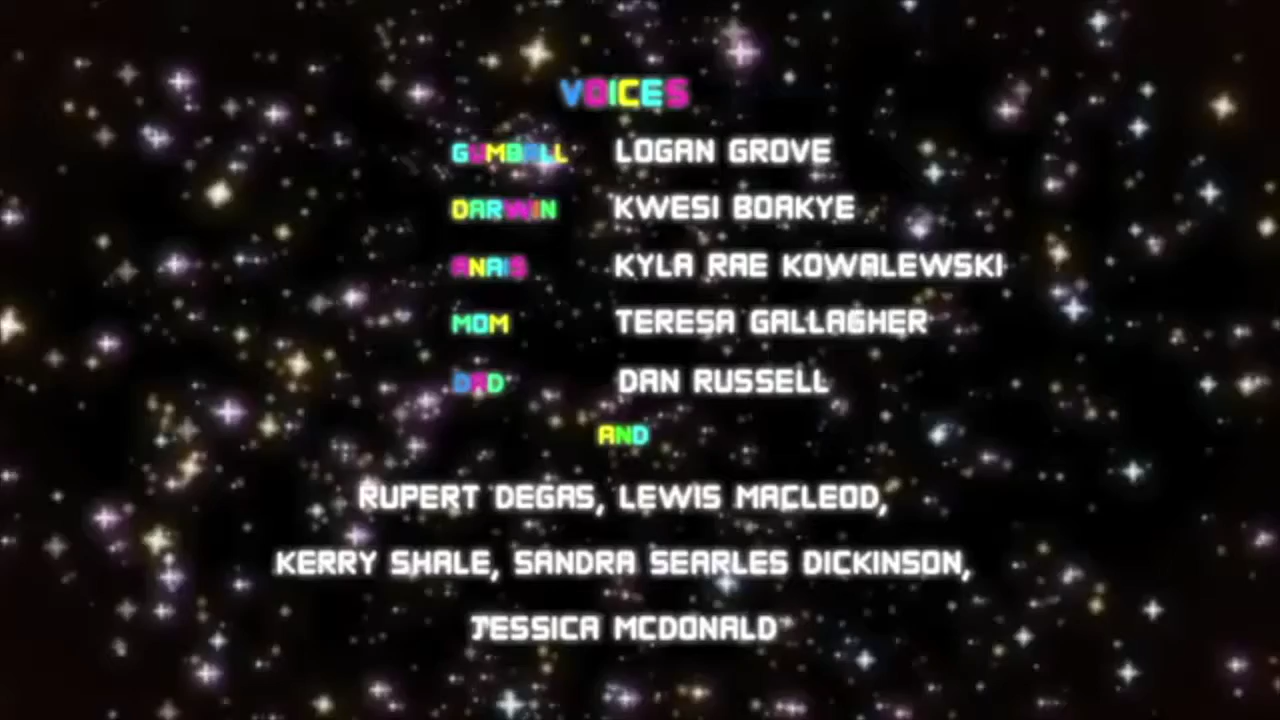 VOICES
GUMBALL LOGAN GROVE
DARWIN KWESI BOAKYE
ANAIS KYLA RAE KOWALEWSKI
MOM TERESA GALLAGHER
DAD DAN RUSSELL
AND
RUPERT DEGAS, LEWIS MACLEOD,
KERRY SHALE, SANDRA SEARLES DICKINSON,
JESSICA MCDONALD